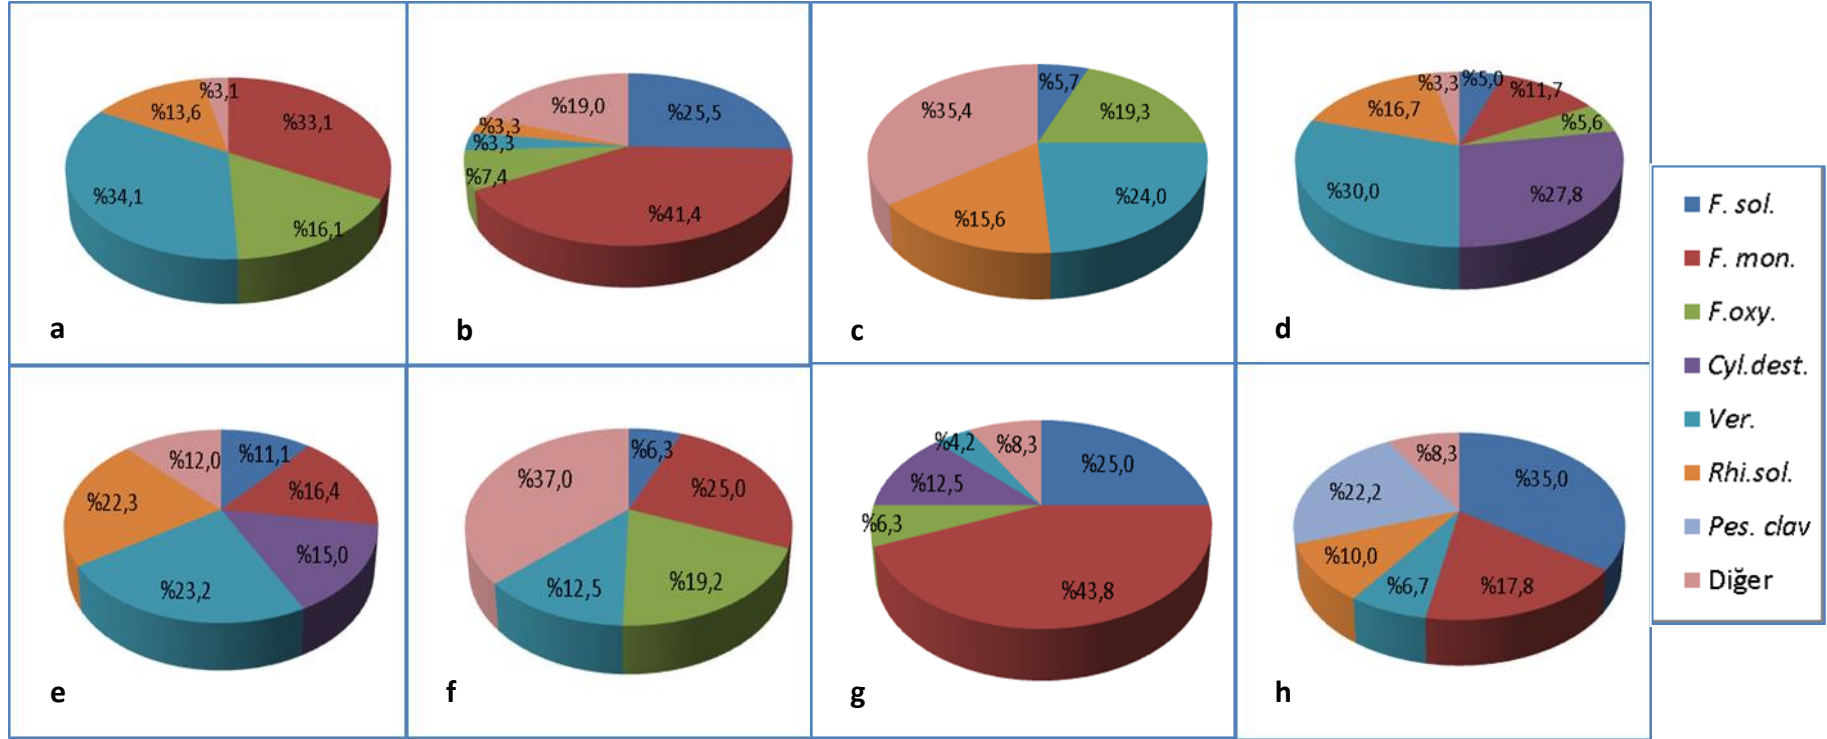 %3,1
%13,6
%33,1
%34,1
%16,1
a
%19,0
%25,5
%3,3
%3,3
%7,4
%41,4
b
%5,7
%35,4
%19,3
%24,0
%15,6
c
%3,3
%5,0
%11,7
%16,7
%5,6
%30,0
%27,8
d
%12,0
%11,1
%16,4
%22,3
%15,0
%23,2
e
%6,3
%37,0
%25,0
%12,5
%19,2
f
%4,2
%8,3
%25,0
%12,5
%6,3
%43,8
g
%8,3
%35,0
%22,2
%10,0
%6,7
%17,8
h
F. sol.
F. mon.
F.oxy.
Cyl.dest.
Ver.
Rhi.sol.
Pes. clav
Diğer